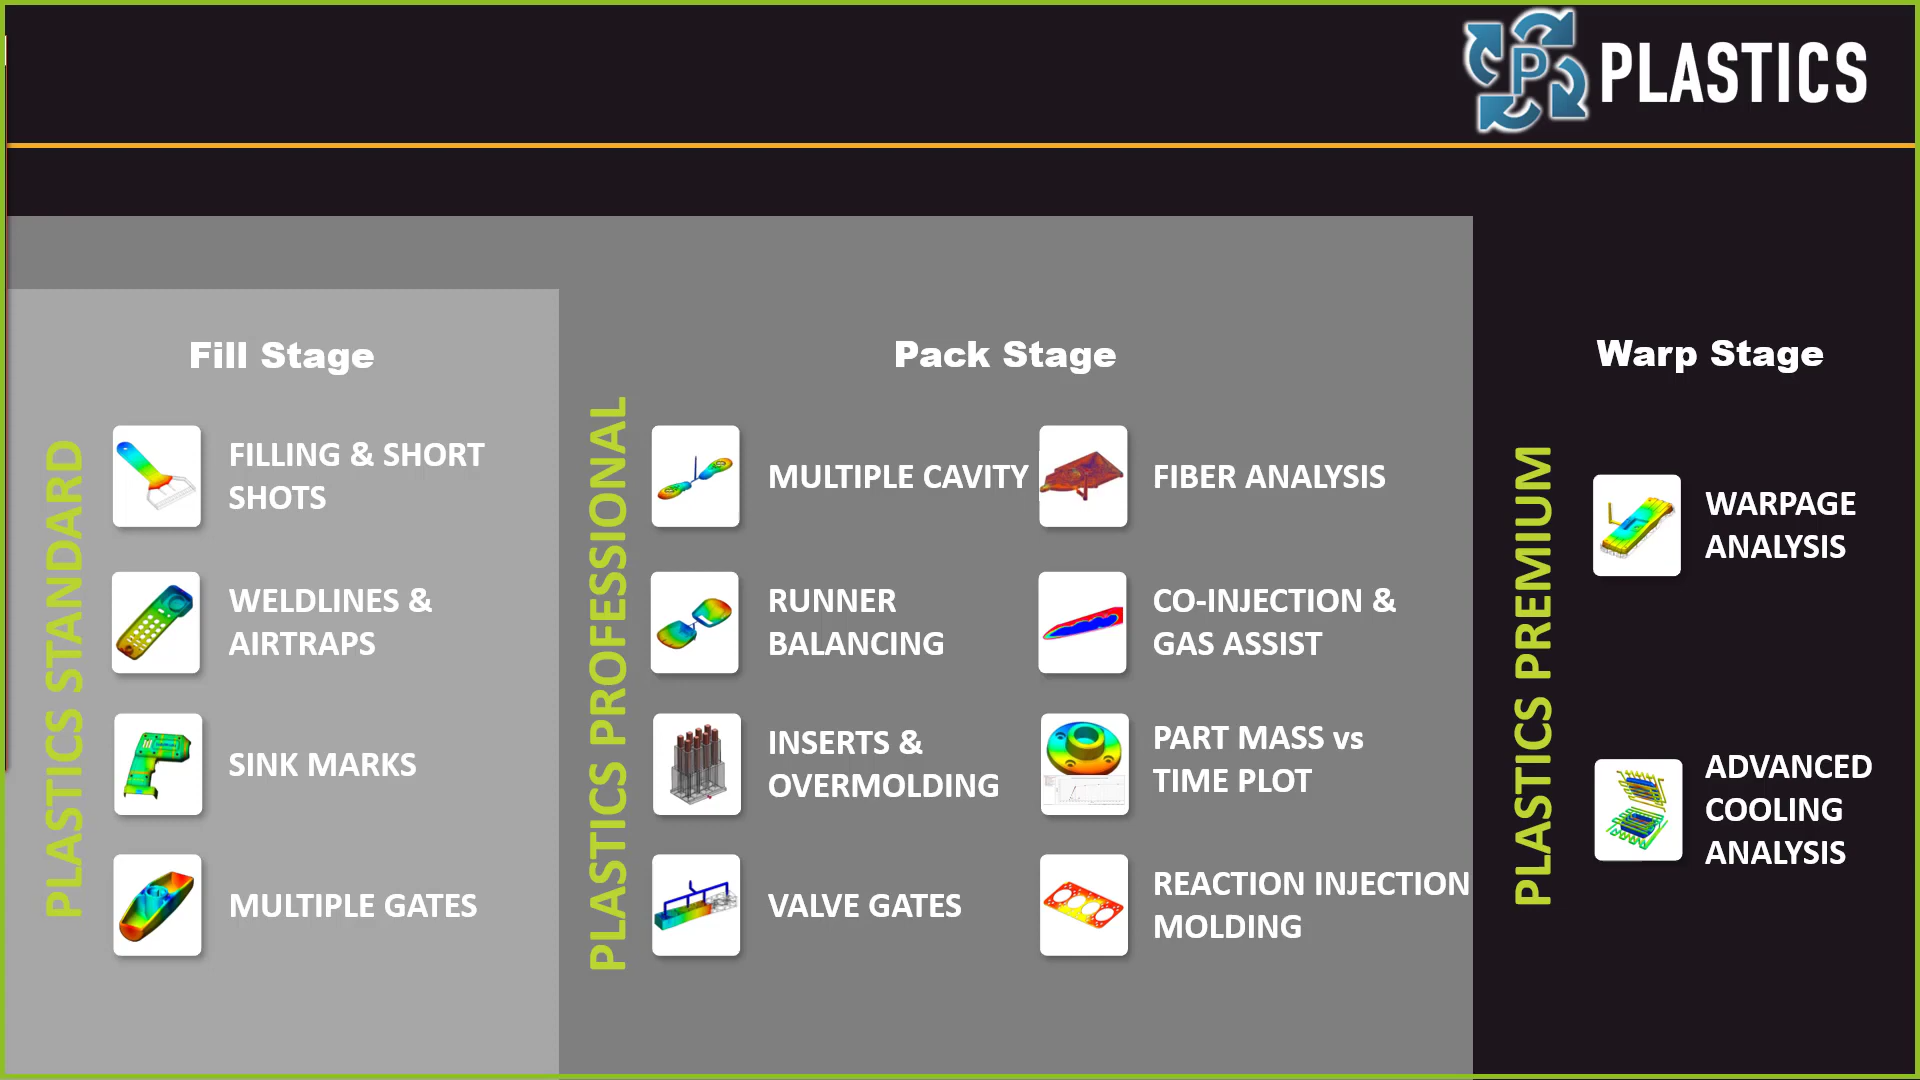 P PLASTICS
Fill Stage
PLASTICS STANDARD
FILLING & SHORT
SHOTS
WELDLINES &
AIRTRAPS
SINK MARKS
MULTIPLE GATES
Pack Stage
PLASTICS PROFESSIONAL
MULTIPLE CAVITY
RUNNER
BALANCING
INSERTS &
OVERMOLDING
VALVE GATES
FIBER ANALYSIS
CO-INJECTION &
GAS ASSIST
PART MASS vs
TIME PLOT
REACTION INJECTION
MOLDING
Warp Stage
PLASTICS PREMIUM
WARPAGE
ANALYSIS
ADVANCED
COOLING
ANALYSIS